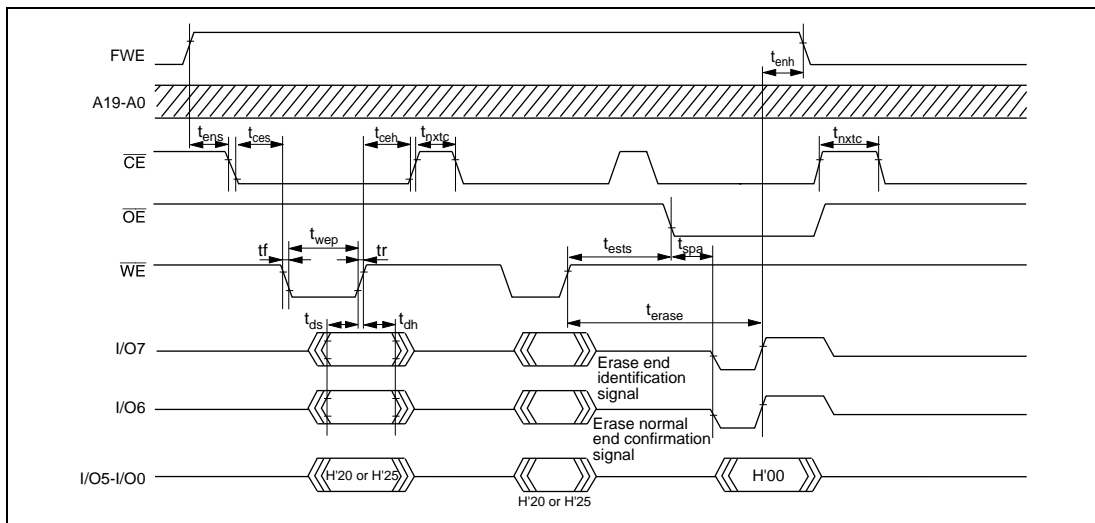 FWE
tenh
A19-A0
tens
tces
tceh
tnxtc
tnxtc
CE
OE
twep
tests
tspa
tf
tr
WE
terase
tds
tdh
I/O7
Erase end
identification
signal
I/O6
Erase normal
end confirmation
signal
I/O5-I/O0
H'20 or H'25
H'20 or H'25
H'00